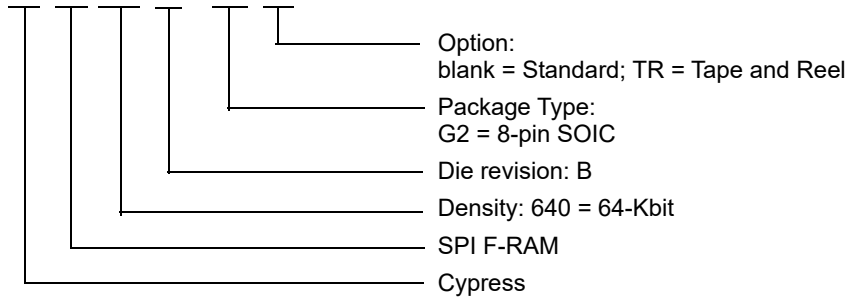 Option:
blank = Standard; TR = Tape and Reel
Package Type:
G2 = 8-pin SOIC
Die revision: B
Density: 640 = 64-Kbit
SPI F-RAM
Cypress